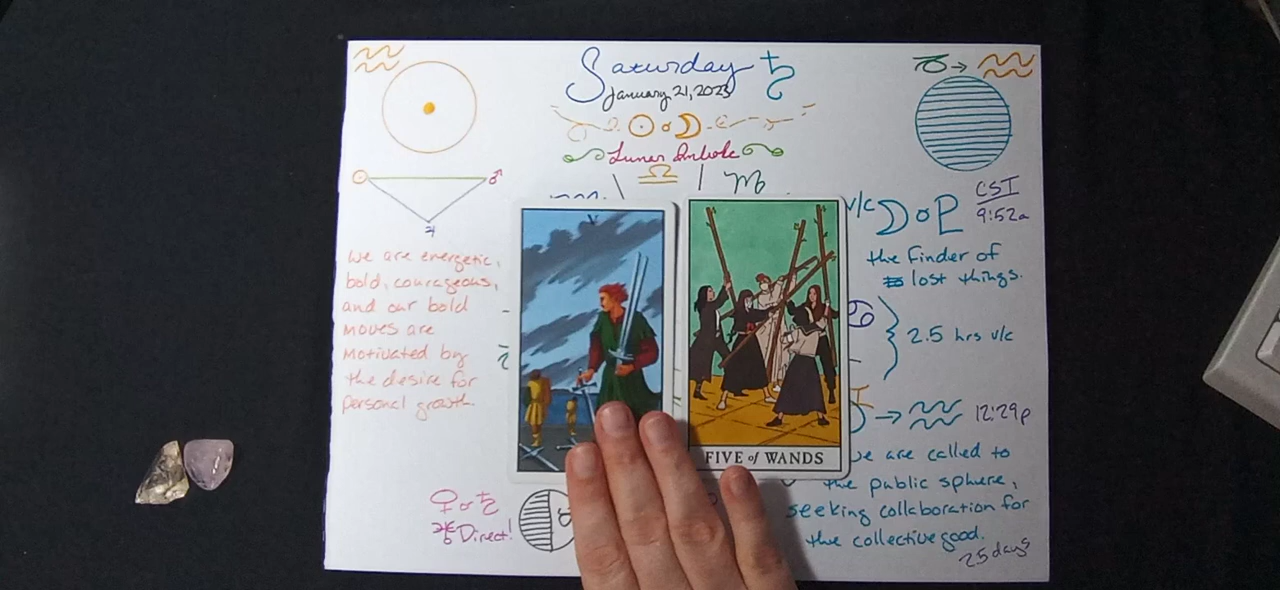 Saturday
January 21, 2023
Lunar
We are energetic,
bold, courageous,
and our bold
moves are
motivated by
the desire for
personal growth.
V
FIVE of WANDS
v/c
CST
9:52a
the finder of
lost things.
2.5 hrs v/c
12:29p
we are called to
the public sphere,
seeking collaboration for
the collective good.
2.5 days
Direct!